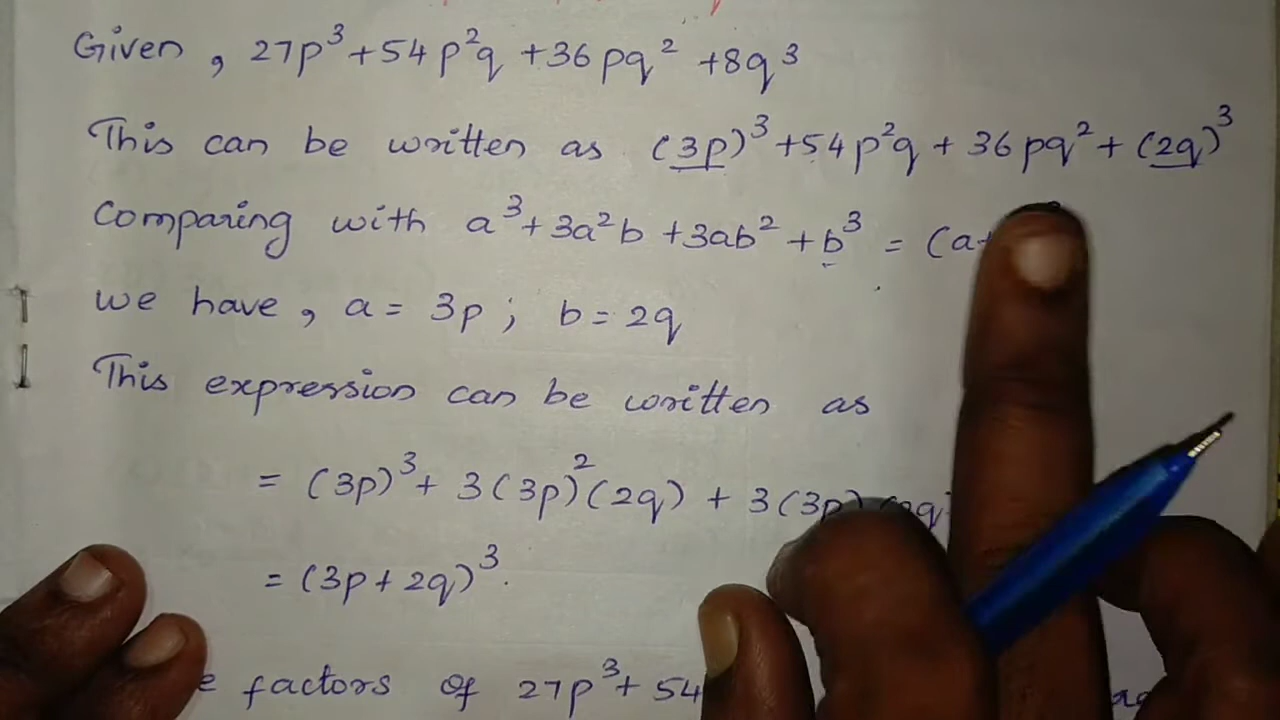 Given, 27p³ + 54p²q + 36pq² + 8q³
This can be written as (3p)³ + 54p²q + 36pq² + (2q)³
Comparing with a³ + 3a²b + 3ab² + b³ = (a+
we have, a = 3p; b = 2q
This expression can be written as
= (3p)³ + 3(3p)²(2q) + 3(3p)
= (3p + 2q)³.
factors of 27p³ + 54